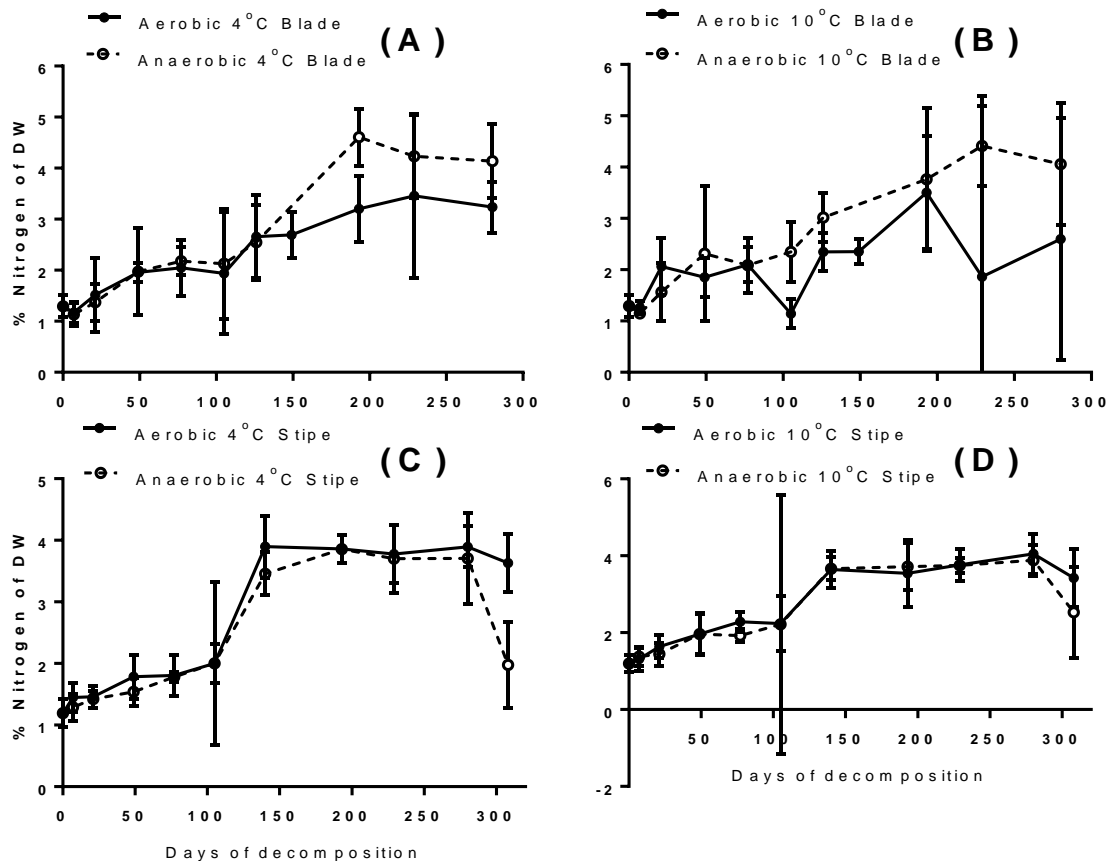 Aerobic 4°C Blade
Anaerobic 4°C Blade
(A)
% Nitrogen of DW
6
5
4
3
2
1
0
0 50 100 150 200 250 300
Aerobic 10°C Blade
Anaerobic 10°C Blade
(B)
6
5
4
3
2
1
0
0 50 100 150 200 250 300
Aerobic 4°C Stipe
Anaerobic 4°C Stipe
(C)
% Nitrogen of DW
5
4
3
2
1
0
0 50 100 150 200 250 300
Days of decomposition
Aerobic 10°C Stipe
Anaerobic 10°C Stipe
(D)
6
4
2
0
-2
50 100 150 200 250 300
Days of decomposition